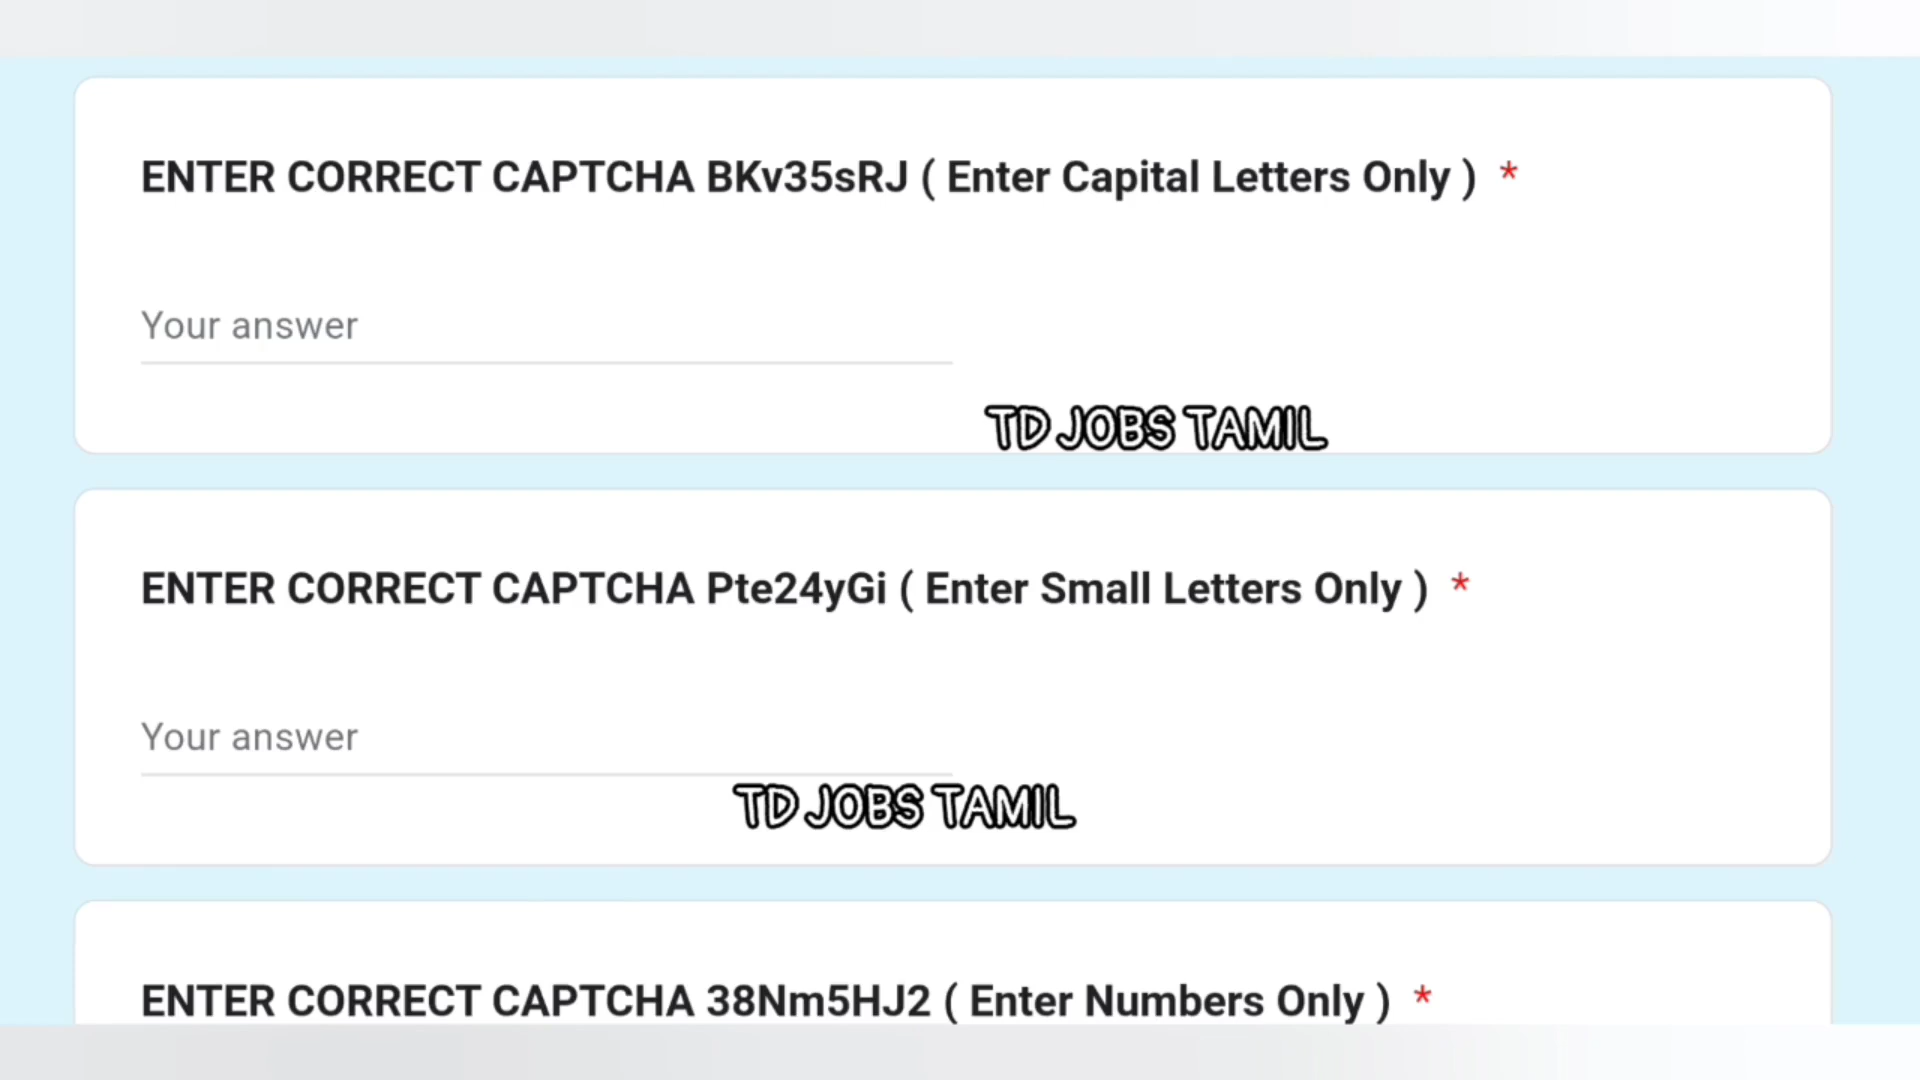 ENTER CORRECT CAPTCHA BKv35sRJ ( Enter Capital Letters Only ) *
Your answer
TD JOBS TAMIL
ENTER CORRECT CAPTCHA Pte24yGi ( Enter Small Letters Only ) *
Your answer
TD JOBS TAMIL
ENTER CORRECT CAPTCHA 38Nm5HJ2 ( Enter Numbers Only ) *